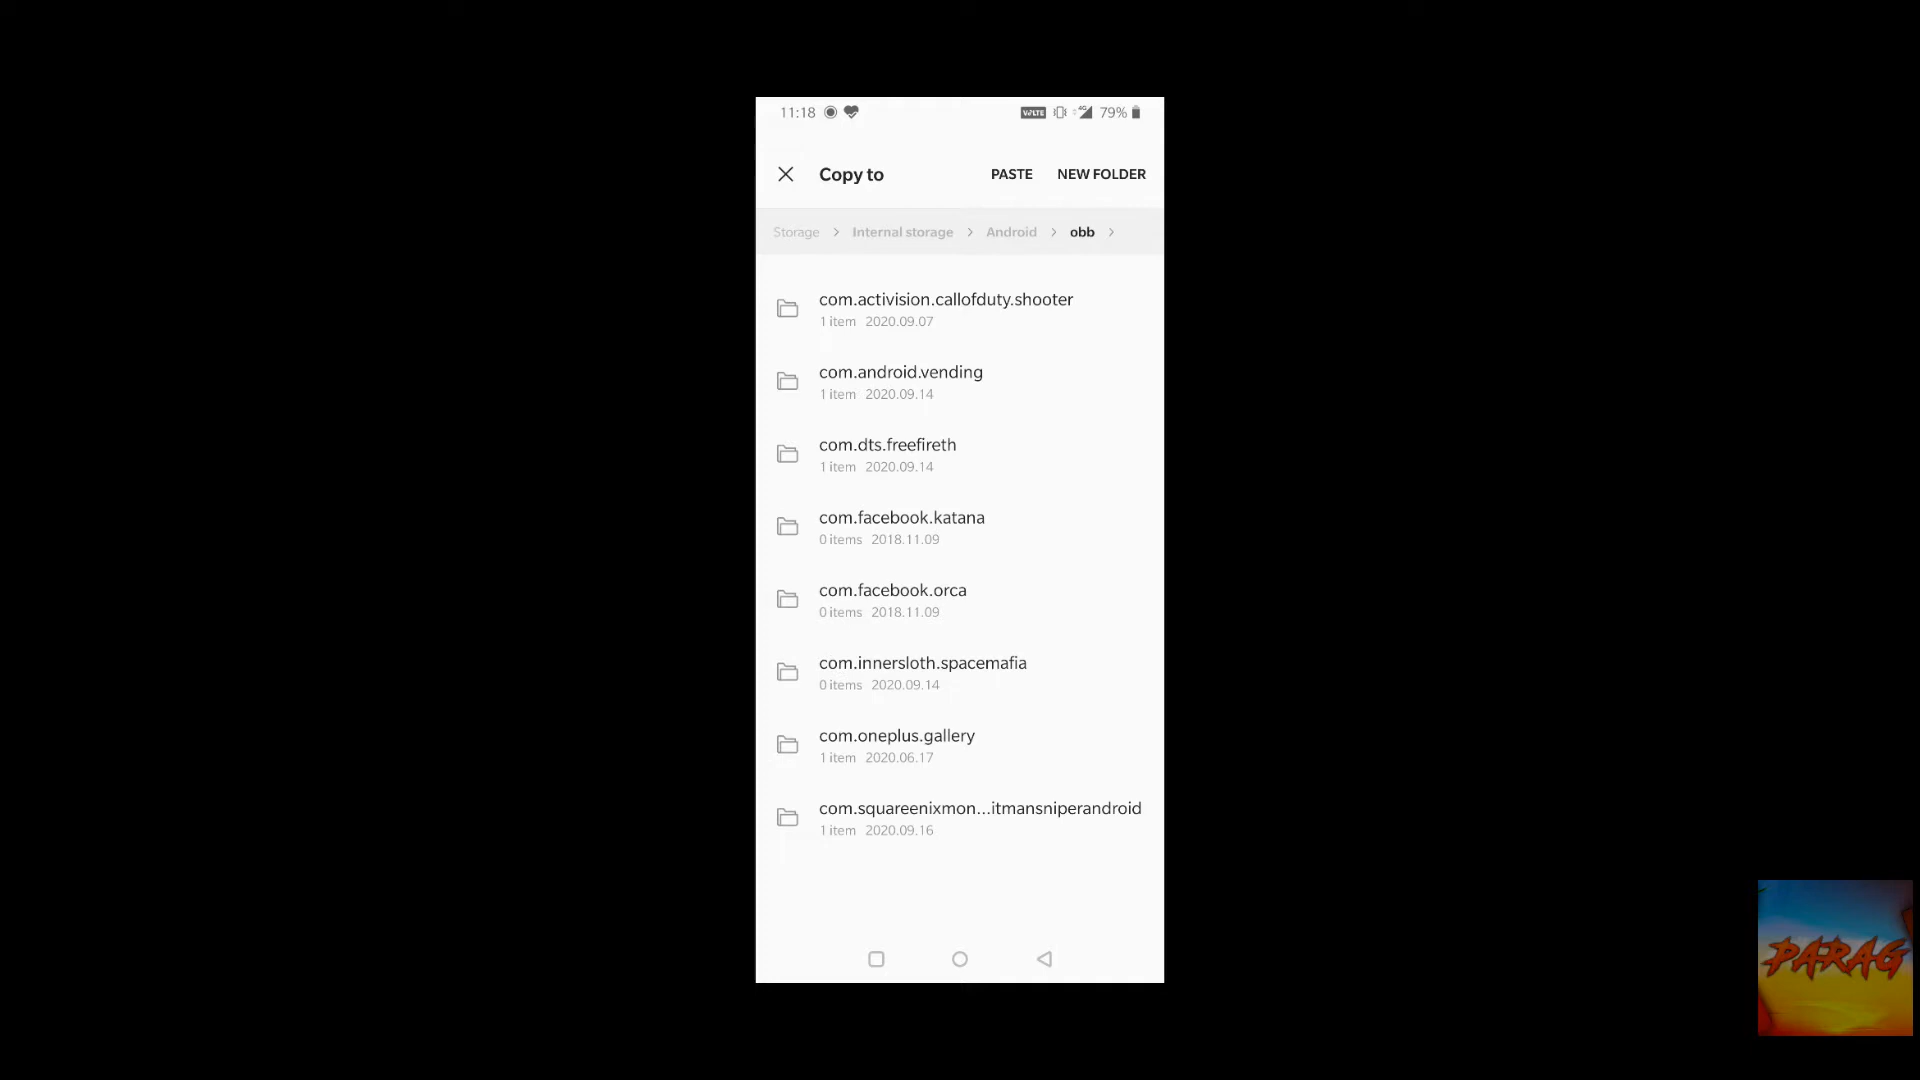 11:18 VoLTE 4G 79%
Copy to PASTE NEW FOLDER
Storage > Internal storage > Android > obb >
com.activision.callofduty.shooter
1 item 2020.09.07
com.android.vending
1 item 2020.09.14
com.dts.freefireth
1 item 2020.09.14
com.facebook.katana
0 items 2018.11.09
com.facebook.orca
0 items 2018.11.09
com.innersloth.spacemafia
0 items 2020.09.14
com.oneplus.gallery
1 item 2020.06.17
com.squareenixmon...itmansniperandroid
1 item 2020.09.16
PARAG